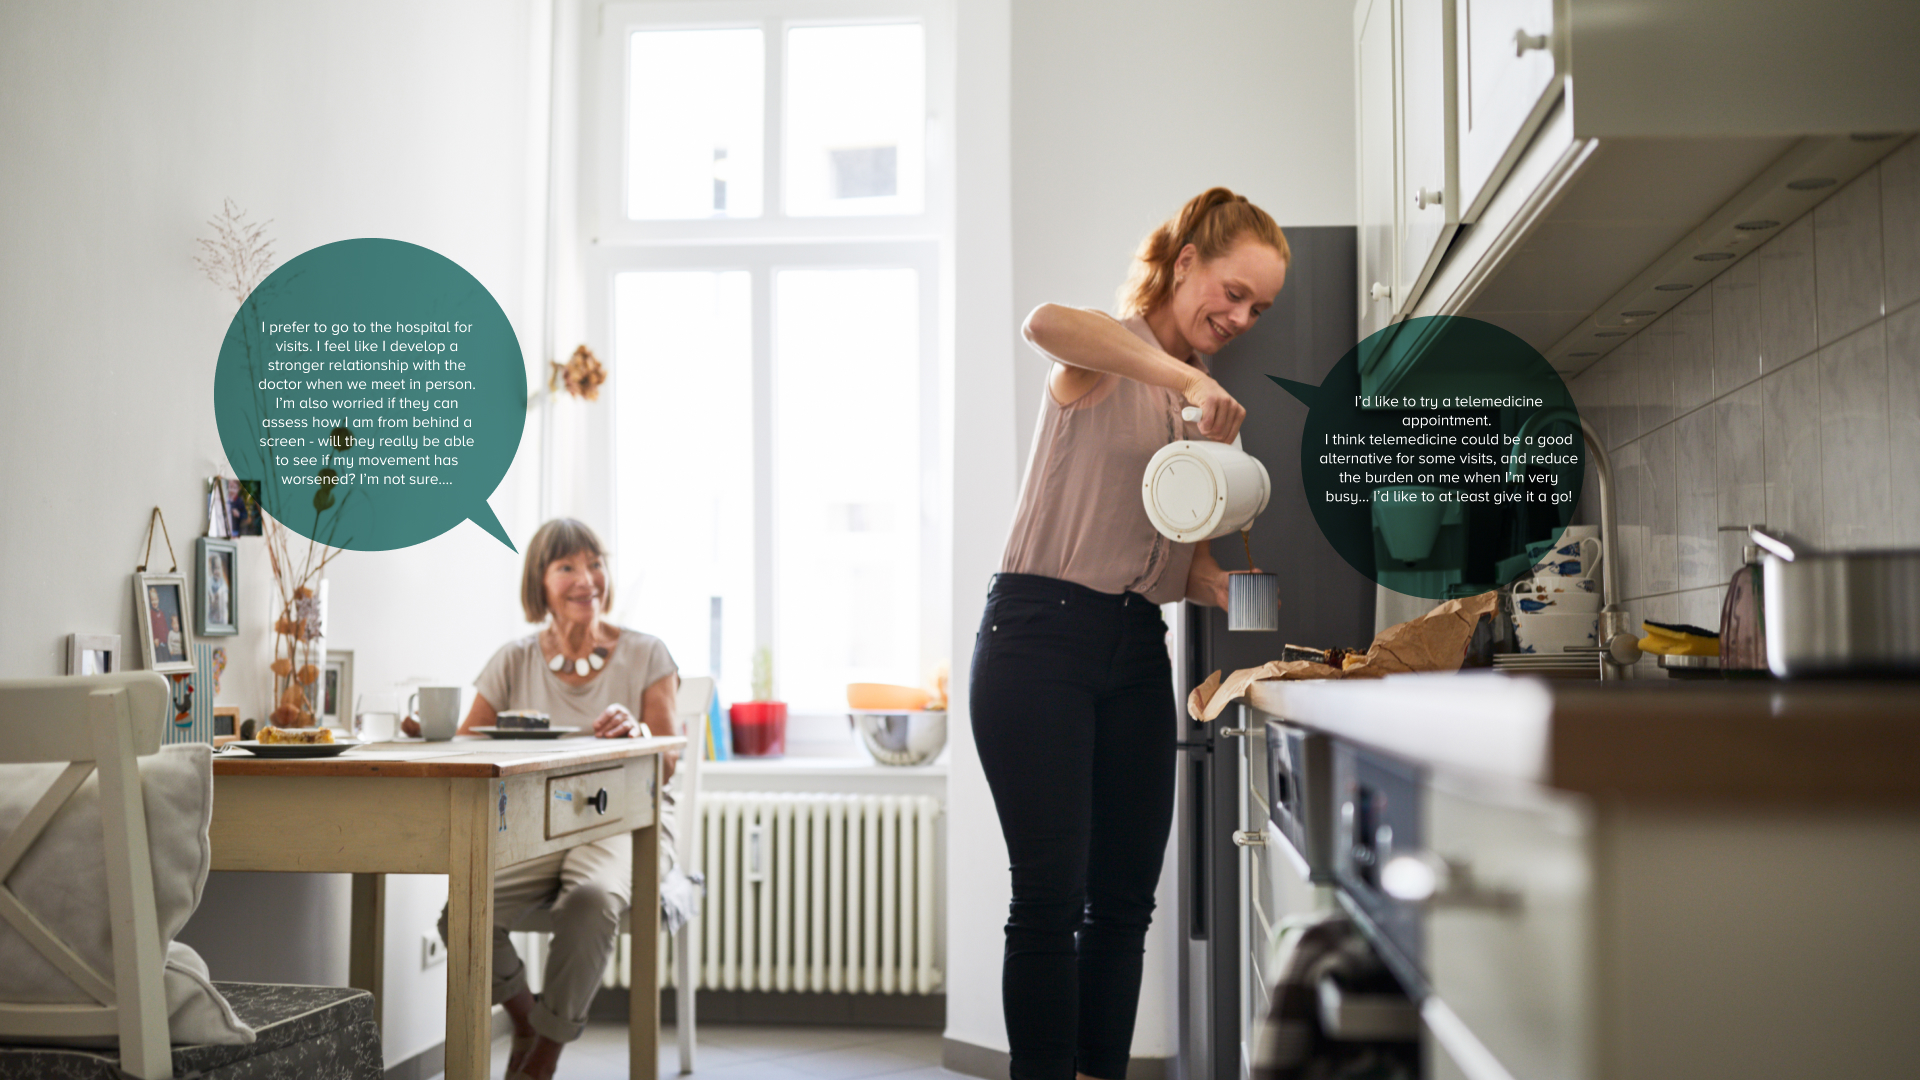 I prefer to go to the hospital for
visits. I feel like I develop a
stronger relationship with the
doctor when we meet in person.
I'm also worried if they can
assess how I am from behind a
screen - will they really be able
to see if my movement has
worsened? I'm not sure....
I'd like to try a telemedicine
appointment.
I think telemedicine could be a good
alternative for some visits, and reduce
the burden on me when I'm very
busy... I'd like to at least give it a go!